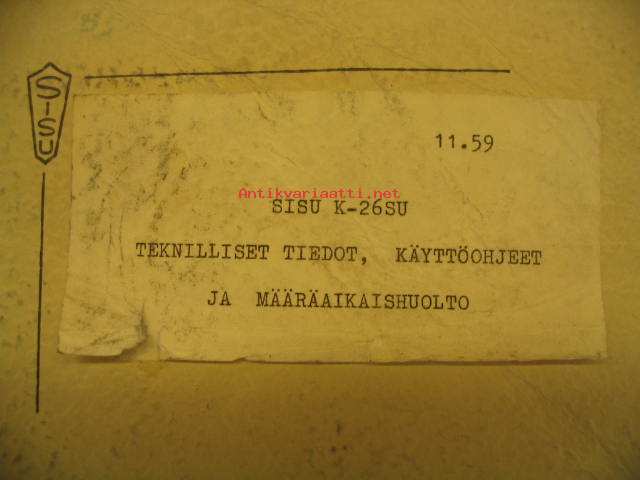 SISU
11.59
Antikvariaatti.net
SISU K-26SU
TEKNILLISET TIEDOT, KÄYTTÖOHJEET
JA MÄÄRÄAIKAISHUOLTO